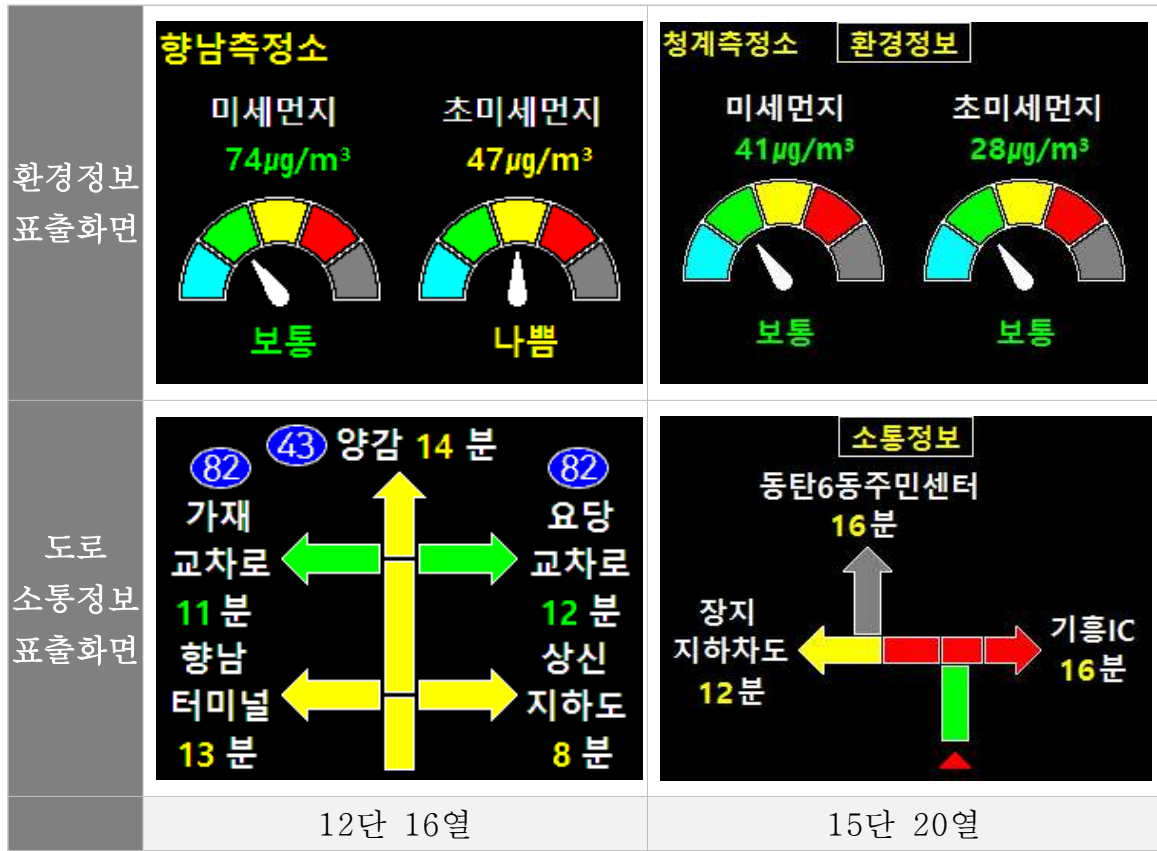 환경정보
표출화면
향남측정소
미세먼지
74㎍/m³
보통
초미세먼지
47㎍/m³
나쁨
청계측정소
환경정보
미세먼지
41㎍/m³
보통
초미세먼지
28㎍/m³
보통
도로
소통정보
표출화면
43 양감 14 분
82
가재
교차로
11 분
향남
터미널
13 분
82
요당
교차로
12 분
상신
지하도
8 분
소통정보
동탄6동주민센터
16분
장지
지하차도
12분
기흥IC
16분
12단 16열
15단 20열